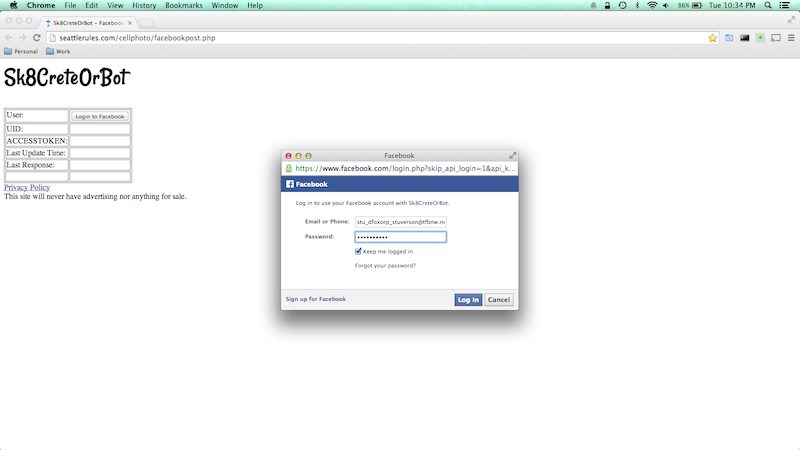 Chrome File Edit View History Bookmarks Window Help 86% Tue 10:34 PM
Sk8CreteOrBot - Facebook
seattlerules.com/cellphoto/facebookpost.php
Personal Work
Sk8CreteOrBot
User: Login to Facebook
UID:
ACCESSTOKEN:
Last Update Time:
Last Response:
Privacy Policy
This site will never have advertising nor anything for sale.
Facebook
https://www.facebook.com/login.php?skip_api_login=1&api_k...
Facebook
Log in to use your Facebook account with Sk8CreteOrBot.
Email or Phone: stu_dfoxorp_stuverson@tfbnw.n
Password: ••••••••••
Keep me logged in
Forgot your password?
Sign up for Facebook Log In Cancel